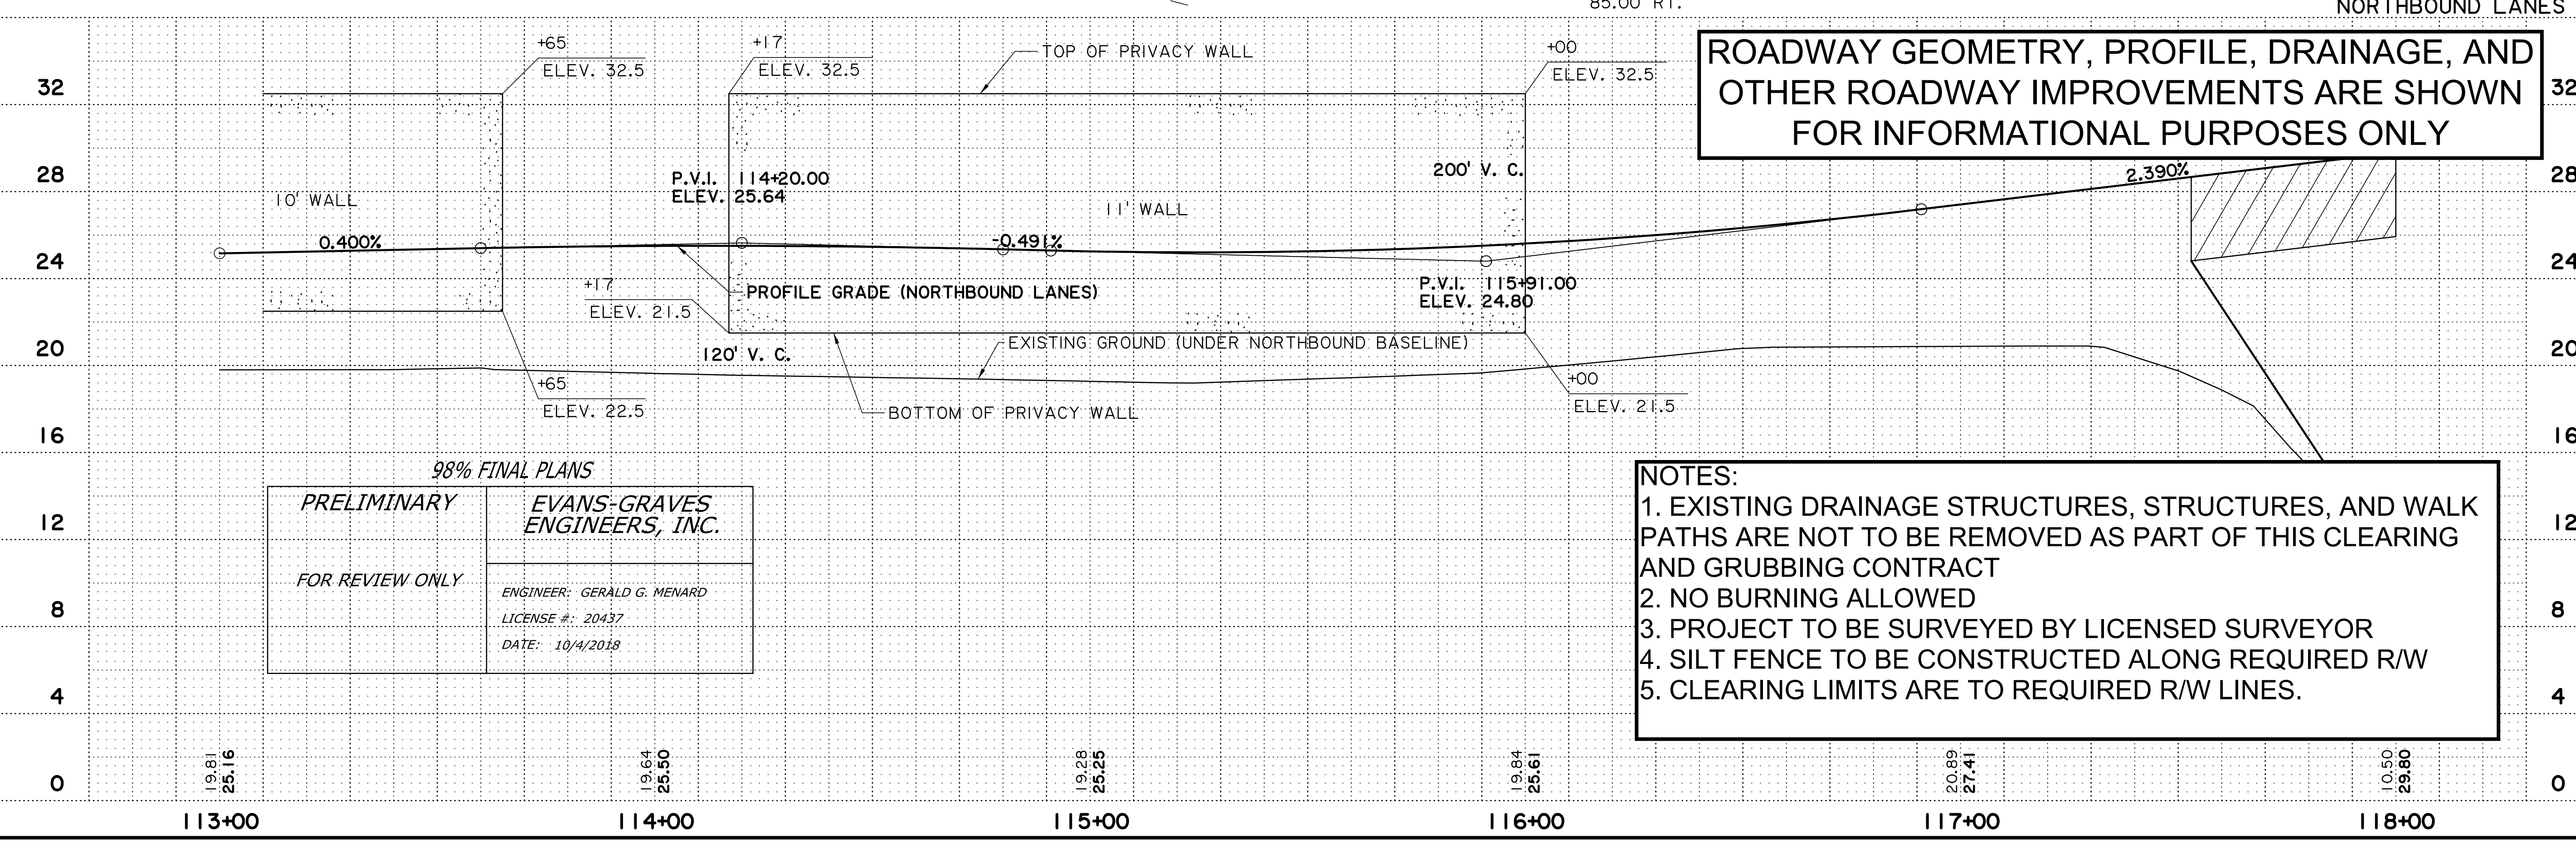 85.00 RT.
NORTHBOUND LANES
+65
ELEV. 32.5
+17
ELEV. 32.5
TOP OF PRIVACY WALL
+00
ELEV. 32.5
ROADWAY GEOMETRY, PROFILE, DRAINAGE, AND
OTHER ROADWAY IMPROVEMENTS ARE SHOWN
FOR INFORMATIONAL PURPOSES ONLY
32
32
28
28
P.V.I. 114+20.00
ELEV. 25.64
200' V. C.
2.390%
10' WALL
11' WALL
0.400%
-0.491%
24
24
+17
ELEV. 21.5
PROFILE GRADE (NORTHBOUND LANES)
P.V.I. 115+91.00
ELEV. 24.80
20
20
120' V. C.
EXISTING GROUND (UNDER NORTHBOUND BASELINE)
+65
ELEV. 22.5
BOTTOM OF PRIVACY WALL
+00
ELEV. 21.5
16
16
98% FINAL PLANS
PRELIMINARY
FOR REVIEW ONLY
EVANS-GRAVES
ENGINEERS, INC.
ENGINEER: GERALD G. MENARD
LICENSE #: 20437
DATE: 10/4/2018
NOTES:
1. EXISTING DRAINAGE STRUCTURES, STRUCTURES, AND WALK
PATHS ARE NOT TO BE REMOVED AS PART OF THIS CLEARING
AND GRUBBING CONTRACT
2. NO BURNING ALLOWED
3. PROJECT TO BE SURVEYED BY LICENSED SURVEYOR
4. SILT FENCE TO BE CONSTRUCTED ALONG REQUIRED R/W
5. CLEARING LIMITS ARE TO REQUIRED R/W LINES.
12
12
8
8
4
4
0
0
19.81
25.16
19.64
25.50
19.28
25.25
19.84
25.61
20.89
27.41
10.50
29.80
113+00
114+00
115+00
116+00
117+00
118+00